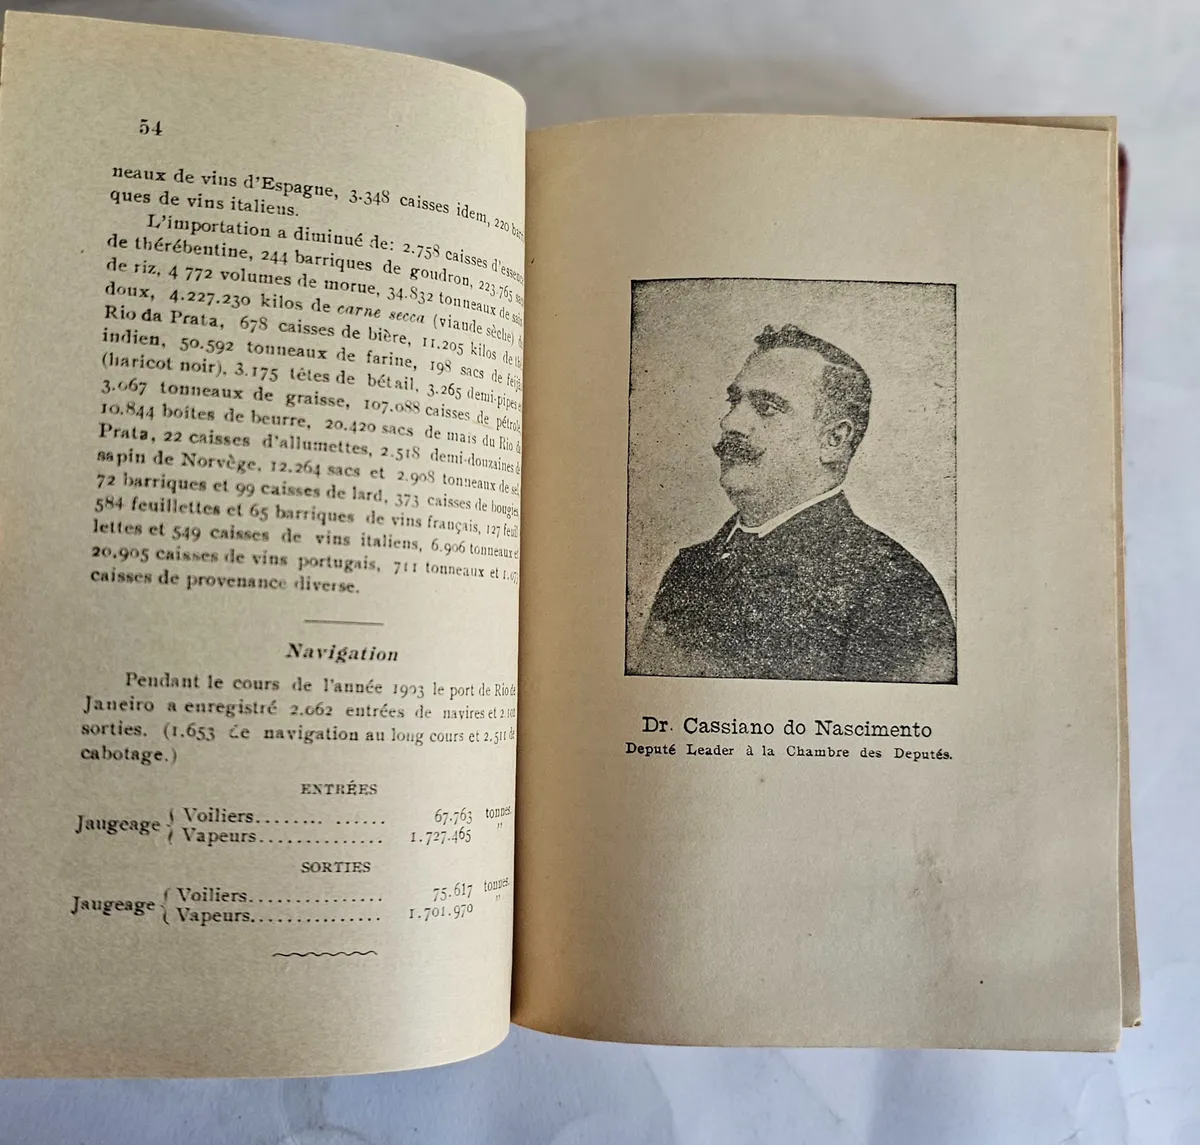 54
neaux de vins d'Espagne, 3.348 caisses idem, 220
ques de vins italiens.
L'importation a diminué de: 2.758 caisses
de thérébentine, 244 barriques de goudron, 223.765
de riz, 4 772 volumes de morue, 34.832 tonneaux de
doux, 4.227.230 kilos de carne secca (viande sèche)
Rio da Prata, 678 caisses de bière, 11.205 kilos de
indien, 50.592 tonneaux de farine, 198 sacs de
(haricot noir), 3.175 têtes de bétail, 3.265 demi-pipes
3.067 tonneaux de graisse, 107.088 caisses de pétrole
10.844 boîtes de beurre, 20.420 sacs de mais du Rio
Prata, 22 caisses d'allumettes, 2.518 demi-douzaines
sapin de Norvège, 12.264 sacs et 2.908 tonneaux de sel,
72 barriques et 99 caisses de lard, 373 caisses de bougies,
584 feuillettes et 65 barriques de vins français, 127
lettes et 549 caisses de vins italiens, 6.906 tonneaux et
20.905 caisses de vins portugais, 711 tonneaux et
caisses de provenance diverse.
Navigation
Pendant le cours de l'année 1903 le port de Rio
Janeiro a enregistré 2.062 entrées de navires et
sorties. (1.653 de navigation au long cours et 2.511
cabotage.)
ENTRÉES
Jaugeage { Voiliers........ ...... 67.763 tonnes.
{ Vapeurs.............. 1.727.465 "
SORTIES
Jaugeage { Voiliers............... 75.617 tonnes.
{ Vapeurs............... 1.701.970 "
Dr. Cassiano do Nascimento
Deputé Leader à la Chambre des Deputés.